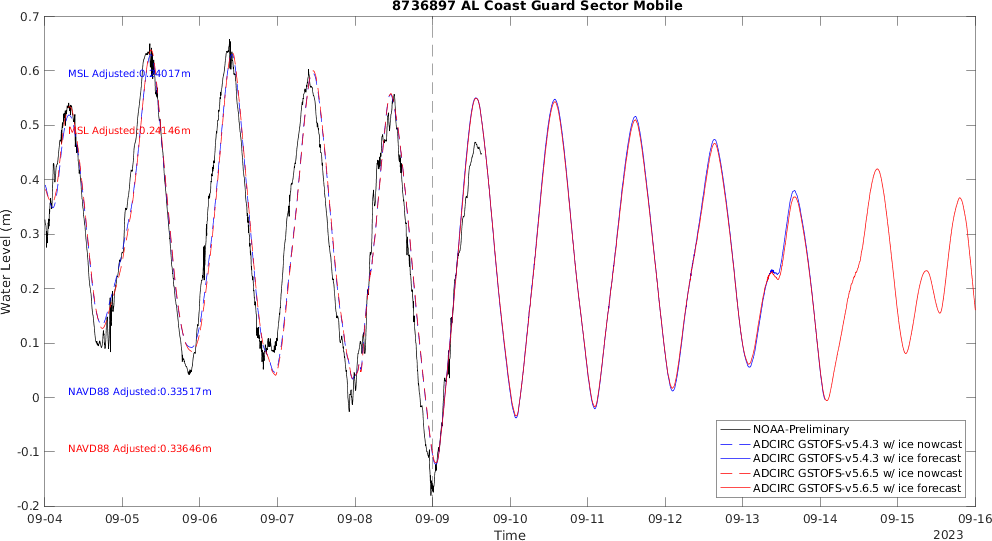 8736897 AL Coast Guard Sector Mobile
0.7
0.6
0.5
0.4
0.3
0.2
0.1
0
-0.1
-0.2
Water Level (m)
MSL Adjusted:0.24017m
MSL Adjusted:0.24146m
NAVD88 Adjusted:0.33517m
NAVD88 Adjusted:0.33646m
NOAA-Preliminary
ADCIRC GSTOFS-v5.4.3 w/ ice nowcast
ADCIRC GSTOFS-v5.4.3 w/ ice forecast
ADCIRC GSTOFS-v5.6.5 w/ ice nowcast
ADCIRC GSTOFS-v5.6.5 w/ ice forecast
09-04 09-05 09-06 09-07 09-08 09-09 09-10 09-11 09-12 09-13 09-14 09-15 09-16
Time
2023